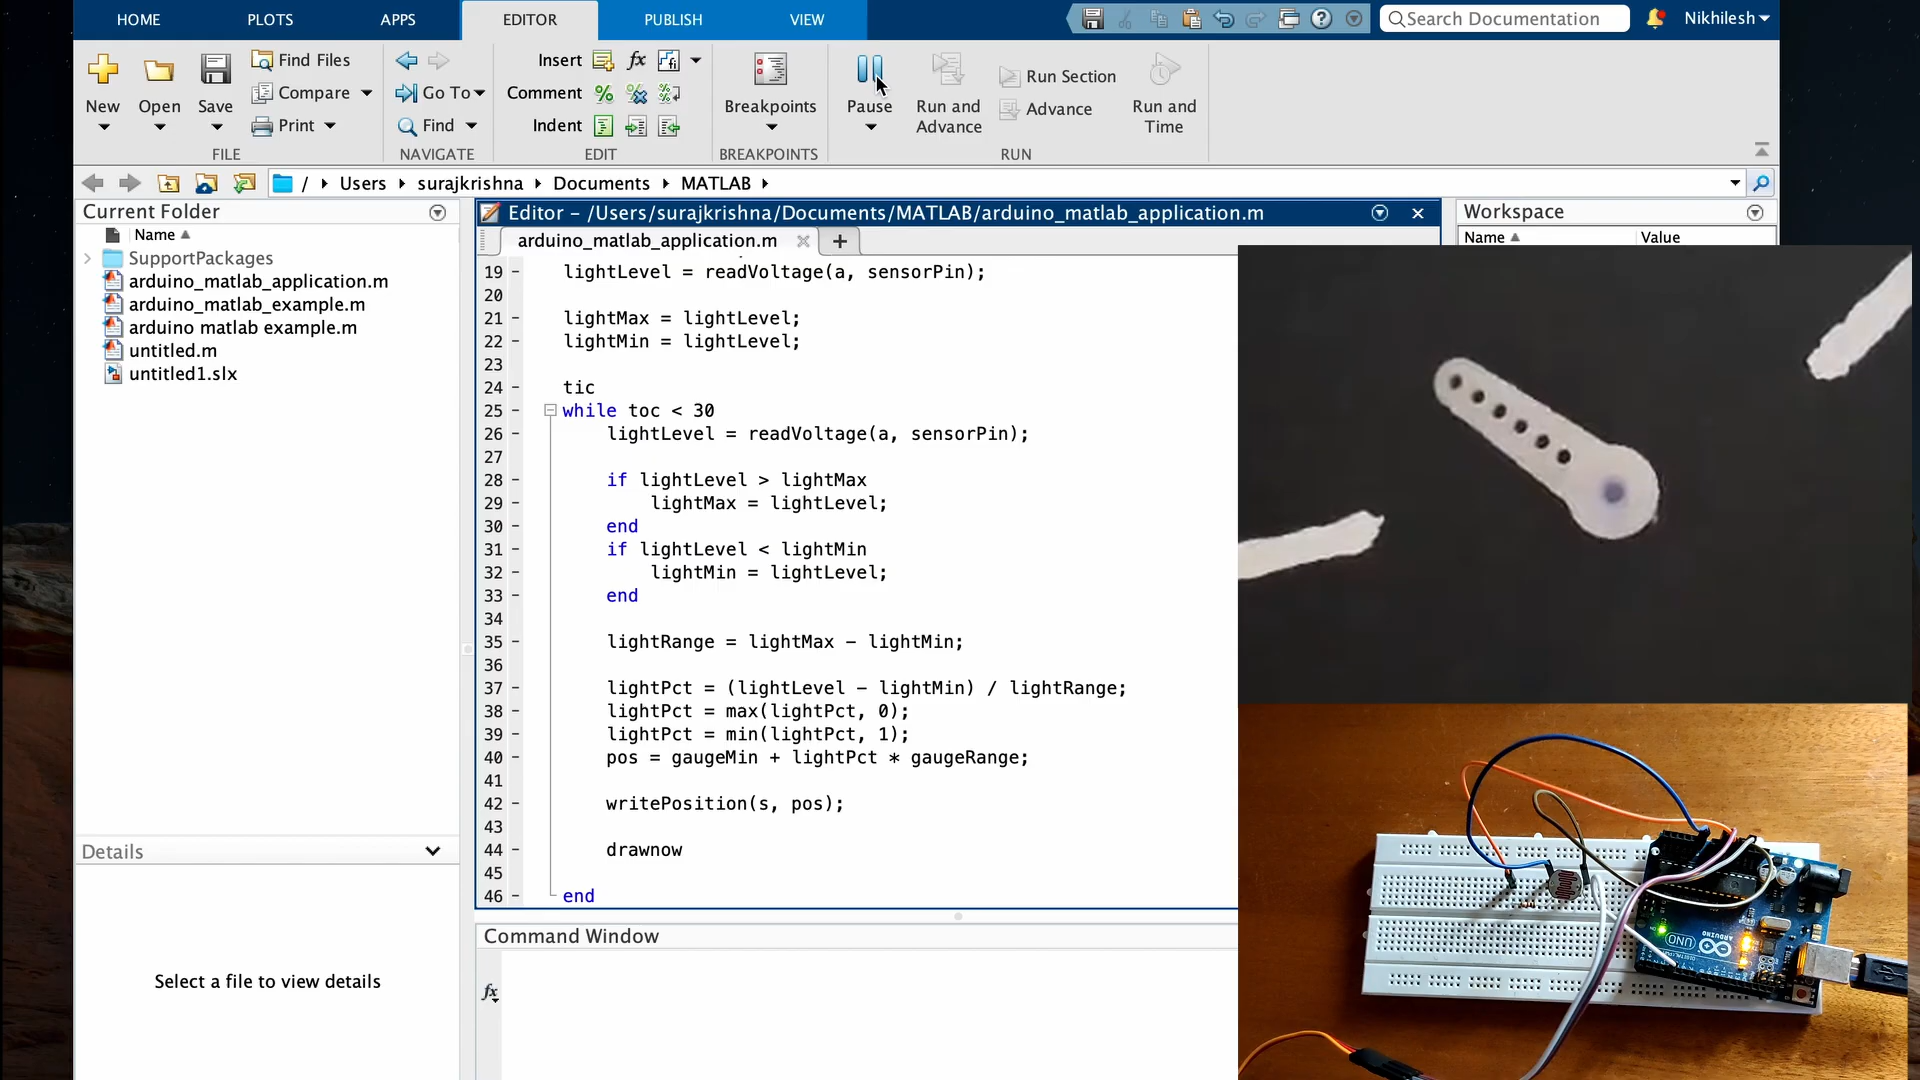 HOME PLOTS APPS EDITOR PUBLISH VIEW Search Documentation Nikhilesh
New Open Save Find Files Compare Print
FILE
Go To Find
NAVIGATE
Insert fx
Comment
Indent
EDIT
Breakpoints
BREAKPOINTS
Pause Run and Advance Run Section Advance Run and Time
RUN
/ Users surajkrishna Documents MATLAB
Current Folder
Name
SupportPackages
arduino_matlab_application.m
arduino_matlab_example.m
arduino matlab example.m
untitled.m
untitled1.slx
Details
Select a file to view details
Editor - /Users/surajkrishna/Documents/MATLAB/arduino_matlab_application.m
arduino_matlab_application.m
19 - lightLevel = readVoltage(a, sensorPin);
20
21 - lightMax = lightLevel;
22 - lightMin = lightLevel;
23
24 - tic
25 - while toc < 30
26 - lightLevel = readVoltage(a, sensorPin);
27
28 - if lightLevel > lightMax
29 - lightMax = lightLevel;
30 - end
31 - if lightLevel < lightMin
32 - lightMin = lightLevel;
33 - end
34
35 - lightRange = lightMax - lightMin;
36
37 - lightPct = (lightLevel - lightMin) / lightRange;
38 - lightPct = max(lightPct, 0);
39 - lightPct = min(lightPct, 1);
40 - pos = gaugeMin + lightPct * gaugeRange;
41
42 - writePosition(s, pos);
43
44 - drawnow
45
46 - end
Command Window
fx
Workspace
Name Value
UNO
ARDUINO